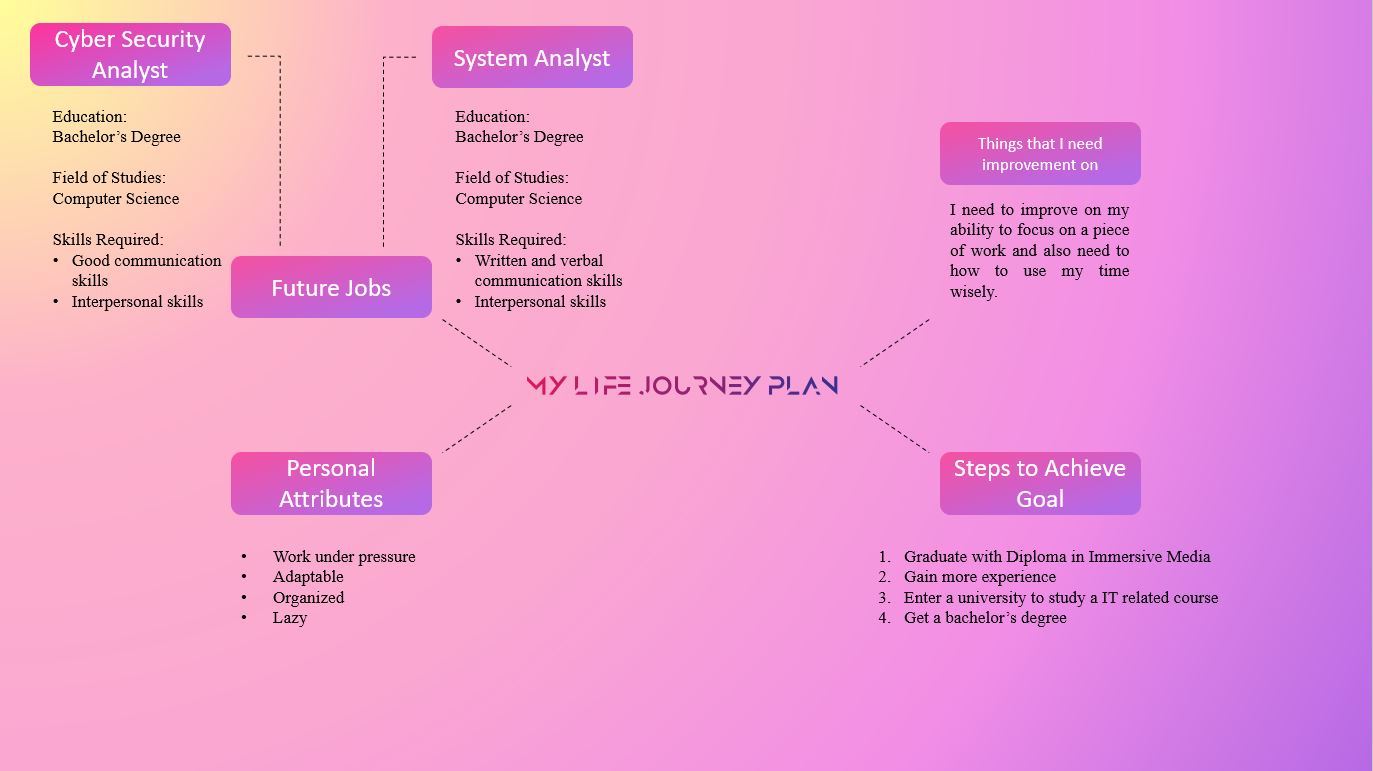 Cyber Security
Analyst
Education:
Bachelor’s Degree
Field of Studies:
Computer Science
Skills Required:
• Good communication
skills
• Interpersonal skills
System Analyst
Education:
Bachelor’s Degree
Field of Studies:
Computer Science
Skills Required:
• Written and verbal
communication skills
• Interpersonal skills
Future Jobs
Things that I need
improvement on
I need to improve on my
ability to focus on a piece
of work and also need to
how to use my time
wisely.
MY LIFE JOURNEY PLAN
Personal
Attributes
• Work under pressure
• Adaptable
• Organized
• Lazy
Steps to Achieve
Goal
1. Graduate with Diploma in Immersive Media
2. Gain more experience
3. Enter a university to study a IT related course
4. Get a bachelor’s degree